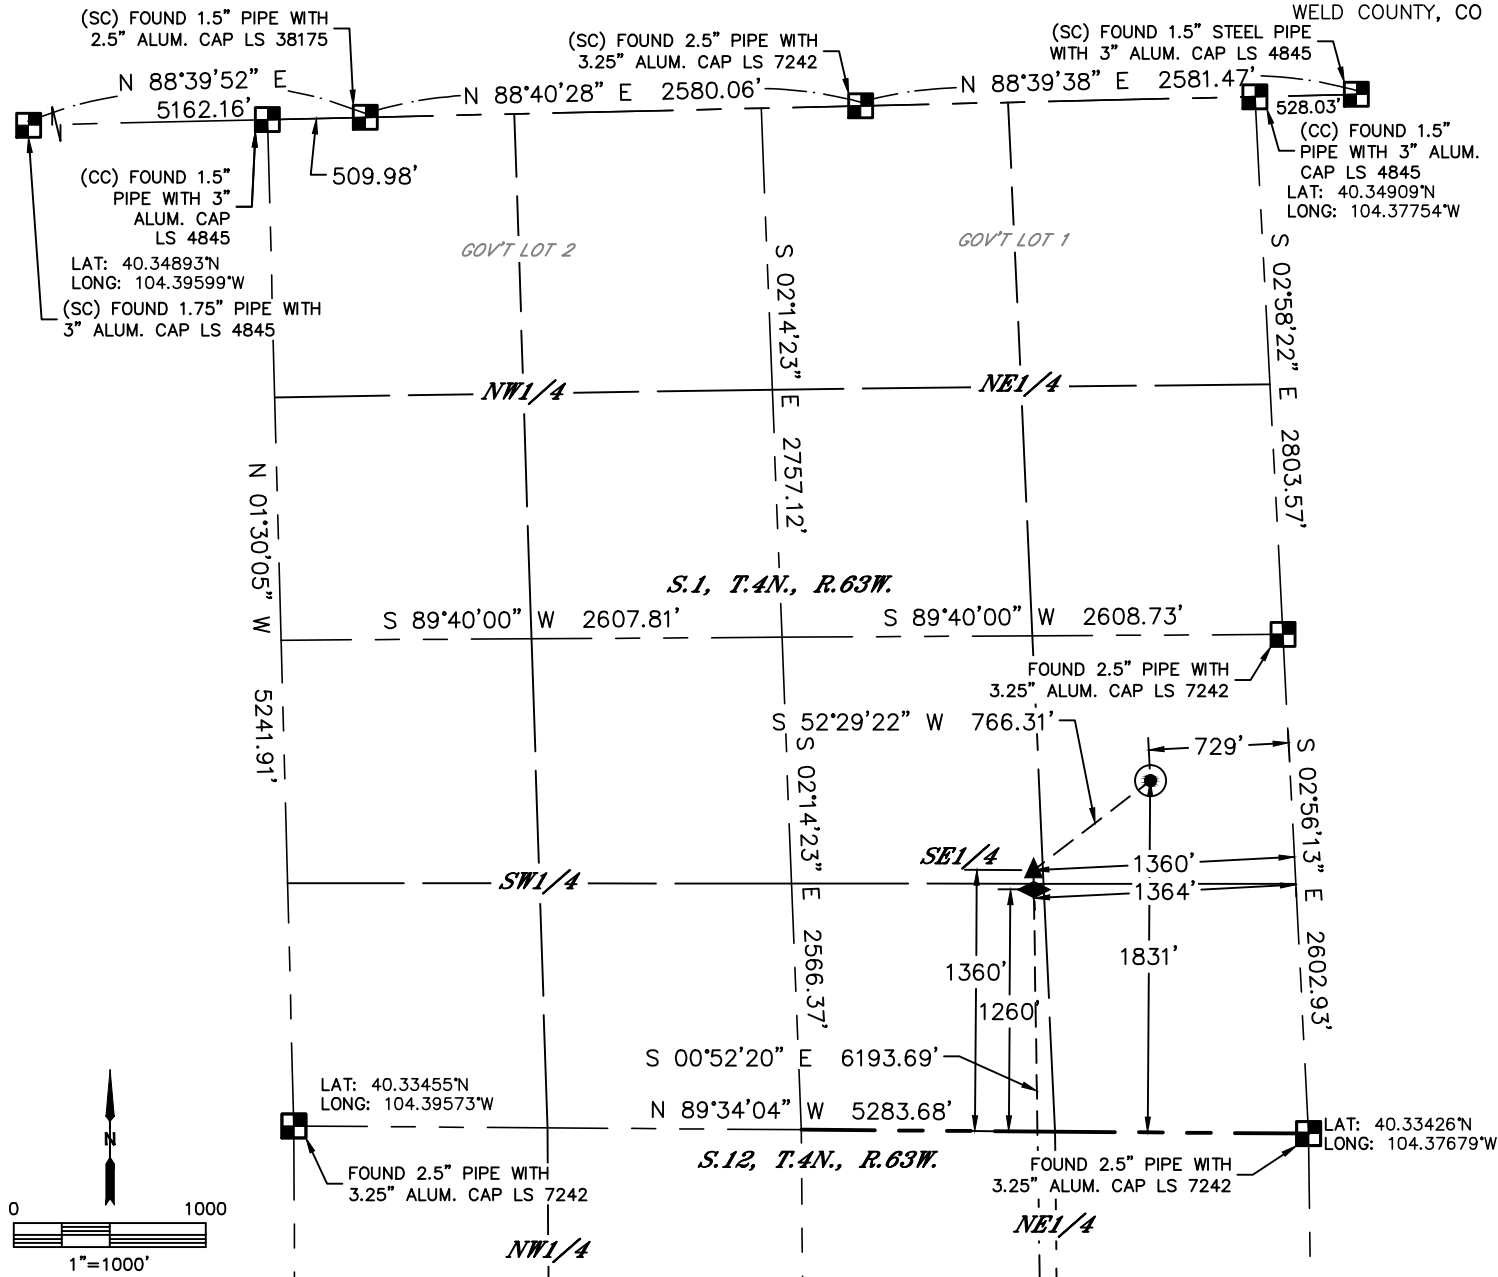 WELD COUNTY, CO
(SC) FOUND 1.5" PIPE WITH
2.5" ALUM. CAP LS 38175
(SC) FOUND 2.5" PIPE WITH
3.25" ALUM. CAP LS 7242
(SC) FOUND 1.5" STEEL PIPE
WITH 3" ALUM. CAP LS 4845
N 88°39'52" E
5162.16'
N 88°40'28" E 2580.06'
N 88°39'38" E 2581.47'
528.03'
509.98'
(CC) FOUND 1.5"
PIPE WITH 3"
ALUM. CAP
LS 4845
LAT: 40.34893°N
LONG: 104.39599°W
(SC) FOUND 1.75" PIPE WITH
3" ALUM. CAP LS 4845
(CC) FOUND 1.5"
PIPE WITH 3" ALUM.
CAP LS 4845
LAT: 40.34909°N
LONG: 104.37754°W
GOV'T LOT 2
GOV'T LOT 1
S 02°14'23" E 2757.12'
S 02°58'22" E 2803.57'
NW1/4
NE1/4
N 01°30'05" W 5241.91'
S.1, T.4N., R.63W.
S 89°40'00" W 2607.81'
S 89°40'00" W 2608.73'
FOUND 2.5" PIPE WITH
3.25" ALUM. CAP LS 7242
S 52°29'22" W 766.31'
729'
S 02°14'23" E 2566.37'
S 02°56'13" E 2602.93'
SE1/4
1360'
SW1/4
1364'
1360'
1831'
1260'
S 00°52'20" E 6193.69'
LAT: 40.33455°N
LONG: 104.39573°W
N 89°34'04" W 5283.68'
LAT: 40.33426°N
LONG: 104.37679°W
S.12, T.4N., R.63W.
FOUND 2.5" PIPE WITH
3.25" ALUM. CAP LS 7242
FOUND 2.5" PIPE WITH
3.25" ALUM. CAP LS 7242
N
0 1000
1"=1000'
NW1/4
NE1/4